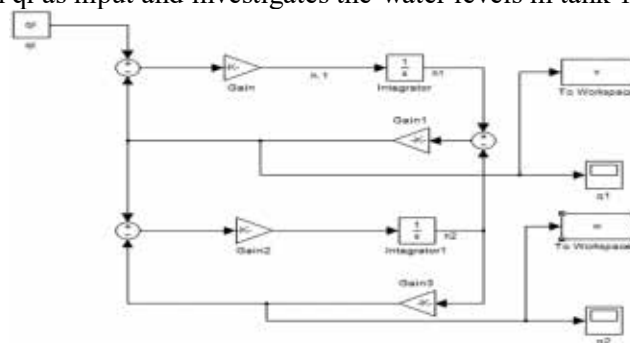 qi as input and investigates the water levels in tank 1
qi
Gain
h.1
1
s
Integrator
h1
To Workspace
Gain1
q1
Gain2
1
s
Integrator1
h2
To Workspace
Gain3
q2